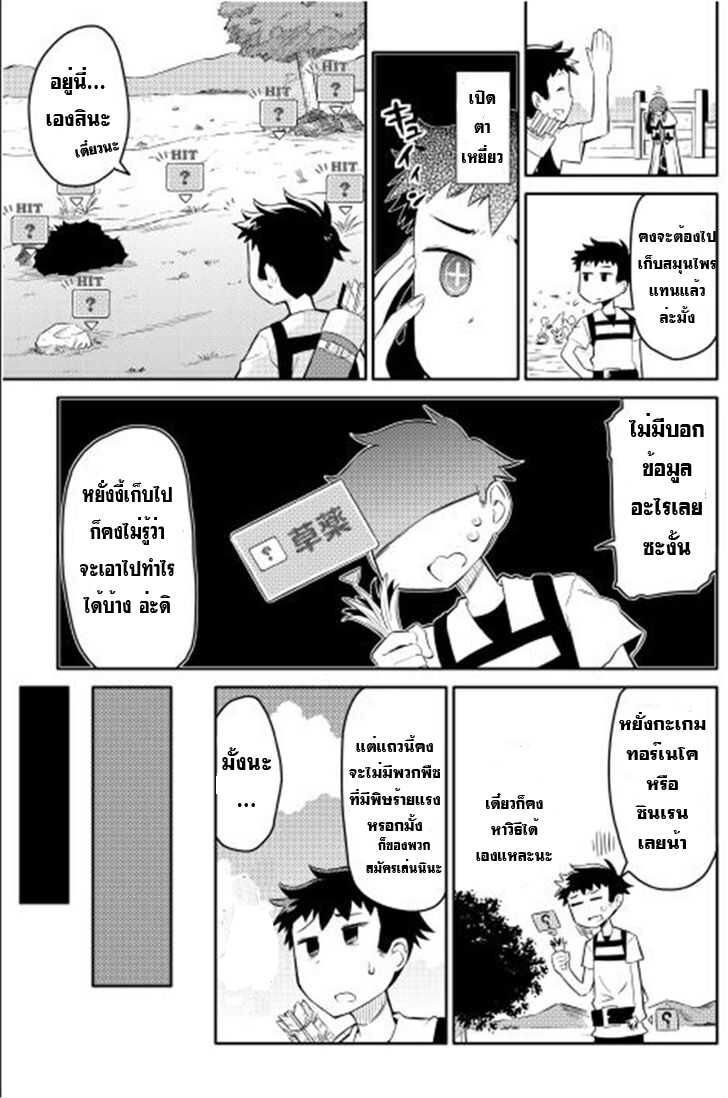 คงจะต้องไป
เก็บสมุนไพร
แทนแล้ว
ล่ะมั้ง
เปิด
ตา
เหยี่ยว
キュイィィン
อยู่นี่...
เองสินะ
เดี๋ยวนะ
HIT
?
HIT
?
HIT
?
HIT
?
HIT
HIT
?
HIT
?
ไม่มีบอก
ข้อมูล
อะไรเลย
ซะงั้น
?
草薬
หยั่งงี้เก็บไป
ก็คงไม่รู้ว่า
จะเอาไปทำไร
ได้บ้าง อ่ะดิ
หยั่งกะเกม
ทอร์เนโค
หรือ
ชินเรน
เลยน้า
เดี๋ยวก็คง
หาวิธีได้
เองแหละนะ
?
?
แต่แถวนี้คง
จะไม่มีพวกพืช
ที่มีพิษร้ายแรง
หรอกมั้ง
ก็ของพวก
สมัครเล่นนินะ
มั้งนะ
...